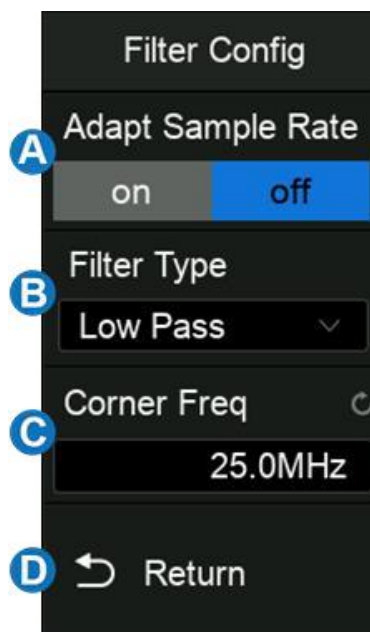 Filter Config
A
Adapt Sample Rate
on off
B
Filter Type
Low Pass
C
Corner Freq
25.0MHz
D
Return